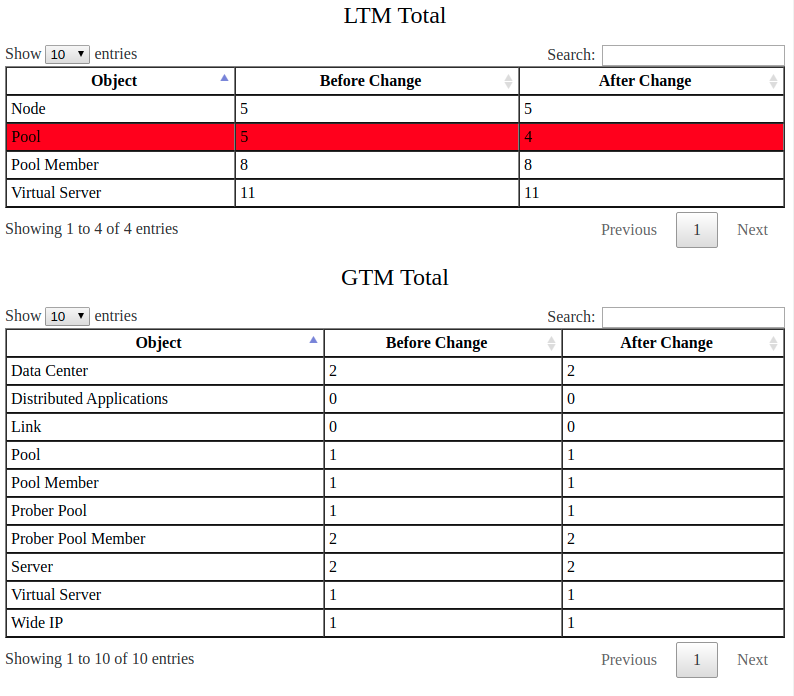 LTM Total
Show 10 entries Search:
Object Before Change After Change
Node 5 5
Pool 5 4
Pool Member 8 8
Virtual Server 11 11
Showing 1 to 4 of 4 entries Previous 1 Next
GTM Total
Show 10 entries Search:
Object Before Change After Change
Data Center 2 2
Distributed Applications 0 0
Link 0 0
Pool 1 1
Pool Member 1 1
Prober Pool 1 1
Prober Pool Member 2 2
Server 2 2
Virtual Server 1 1
Wide IP 1 1
Showing 1 to 10 of 10 entries Previous 1 Next